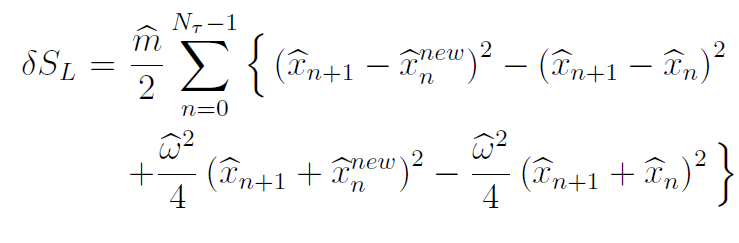 \delta S_L = \frac{\widehat{m}}{2} \sum_{n=0}^{N_\tau - 1} \Big\{ (\widehat{x}_{n+1} - \widehat{x}_n^{new})^2 - (\widehat{x}_{n+1} - \widehat{x}_n)^2
+ \frac{\widehat{\omega}^2}{4} (\widehat{x}_{n+1} + \widehat{x}_n^{new})^2 - \frac{\widehat{\omega}^2}{4} (\widehat{x}_{n+1} + \widehat{x}_n)^2 \Big\}